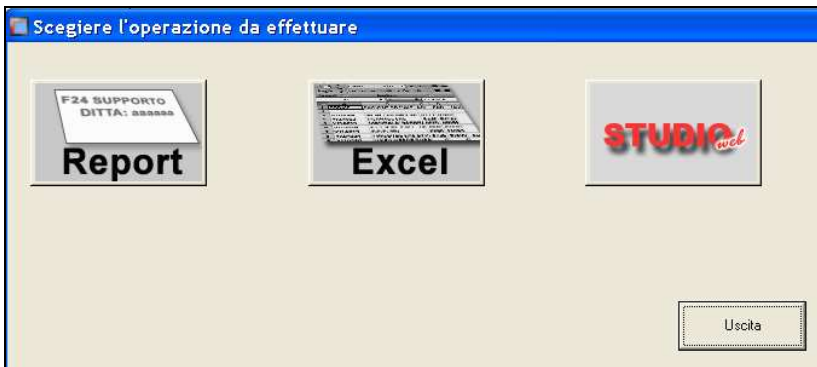 Scegiere l'operazione da effettuare
F24 SUPPORTO
DITTA: aaaaaa
Report
Excel
STUDIO web
Uscita